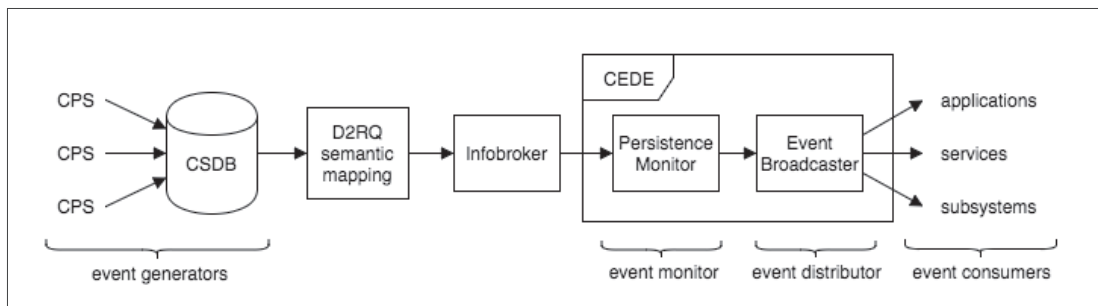 CEDE
CPS
CPS
CPS
CSDB
D2RQ
semantic
mapping
Infobroker
Persistence
Monitor
Event
Broadcaster
applications
services
subsystems
event generators
event monitor
event distributor
event consumers